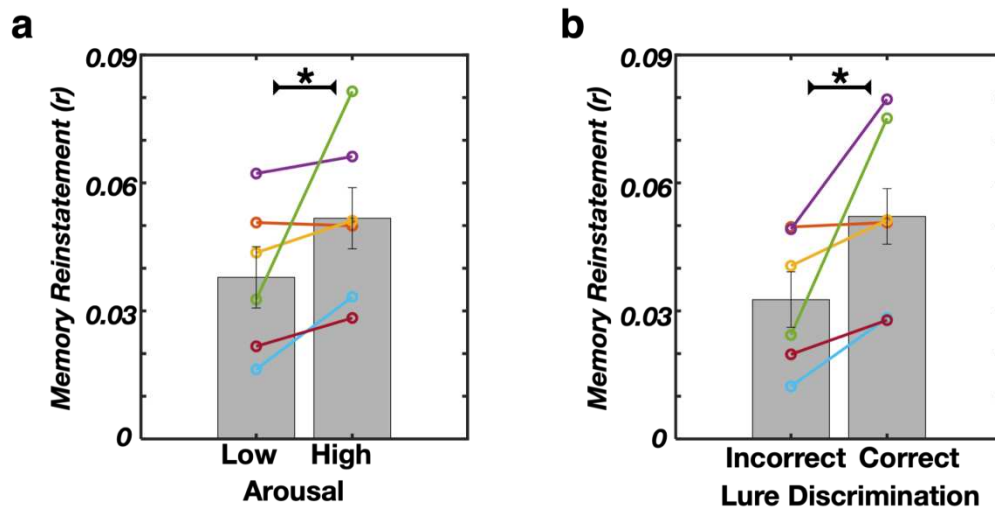 a
Memory Reinstatement (r)
0.09
0.06
0.03
0
*
Low High
Arousal
b
Memory Reinstatement (r)
0.09
0.06
0.03
0
*
Incorrect Correct
Lure Discrimination